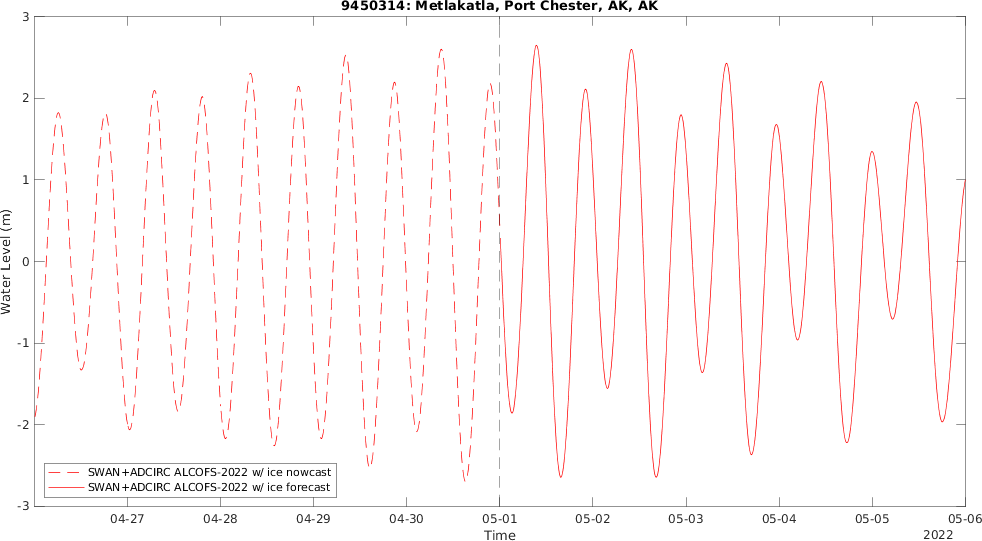 9450314: Metlakatla, Port Chester, AK, AK
Water Level (m)
3
2
1
0
-1
-2
-3
SWAN+ADCIRC ALCOFS-2022 w/ ice nowcast
SWAN+ADCIRC ALCOFS-2022 w/ ice forecast
04-27 04-28 04-29 04-30 05-01 05-02 05-03 05-04 05-05 05-06
Time
2022